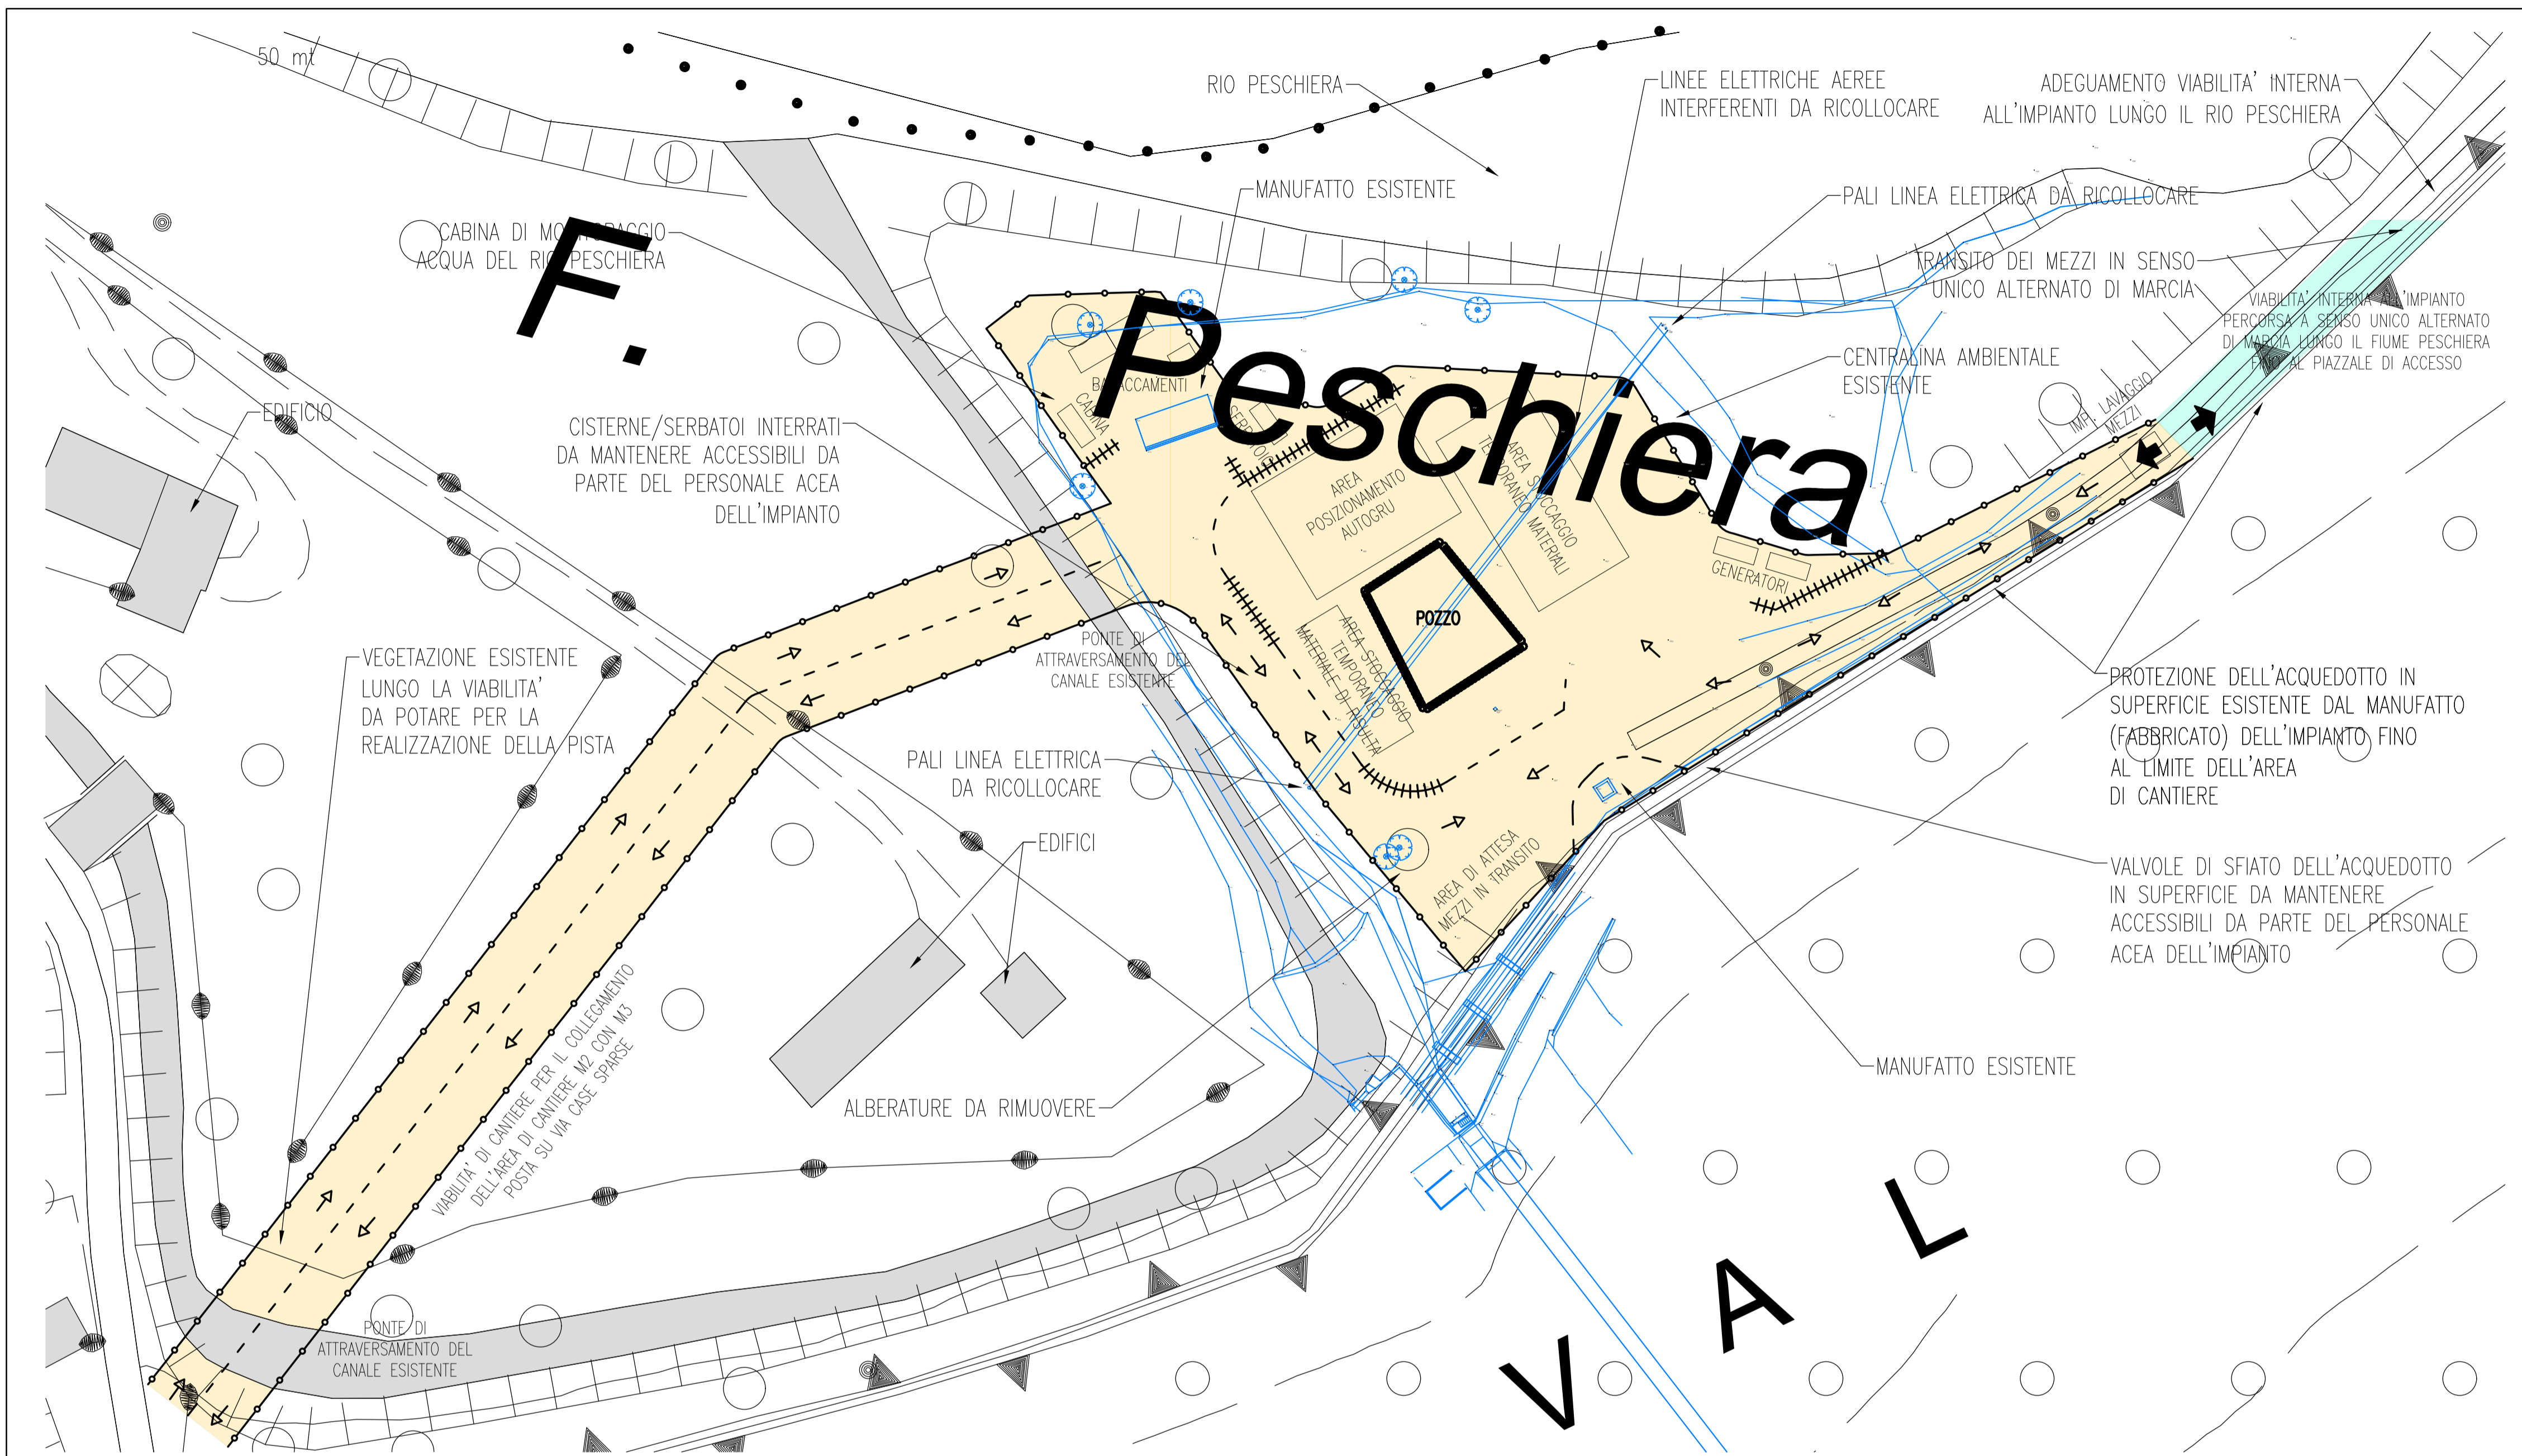 50 mt
RIO PESCHIERA
LINEE ELETTRICHE AEREE
INTERFERENTI DA RICOLLOCARE
ADEGUAMENTO VIABILITA' INTERNA
ALL'IMPIANTO LUNGO IL RIO PESCHIERA
MANUFATTO ESISTENTE
PALI LINEA ELETTRICA DA RICOLLOCARE
CABINA DI MONITORAGGIO
ACQUA DEL RIO PESCHIERA
F. Peschiera
TRANSITO DEI MEZZI IN SENSO
UNICO ALTERNATO DI MARCIA
VIABILITA' INTERNA ALL'IMPIANTO
PERCORSA A SENSO UNICO ALTERNATO
DI MARCIA LUNGO IL FIUME PESCHIERA
FINO AL PIAZZALE DI ACCESSO
CENTRALINA AMBIENTALE
ESISTENTE
BARACCAMENTI
CABINA
SERBATOIO
IMP. LAVAGGIO
MEZZI
EDIFICIO
CISTERNE/SERBATOI INTERRATI
DA MANTENERE ACCESSIBILI DA
PARTE DEL PERSONALE ACEA
DELL'IMPIANTO
AREA
POSIZIONAMENTO
AUTOGRU
AREA STOCCAGGIO
TEMPORANEO MATERIALI
GENERATORI
POZZO
AREA STOCCAGGIO
TEMPORANEO
MATERIALE DI RISULTA
PONTE DI
ATTRAVERSAMENTO DEL
CANALE ESISTENTE
VEGETAZIONE ESISTENTE
LUNGO LA VIABILITA'
DA POTARE PER LA
REALIZZAZIONE DELLA PISTA
PROTEZIONE DELL'ACQUEDOTTO IN
SUPERFICIE ESISTENTE DAL MANUFATTO
(FABBRICATO) DELL'IMPIANTO FINO
AL LIMITE DELL'AREA
DI CANTIERE
PALI LINEA ELETTRICA
DA RICOLLOCARE
EDIFICI
AREA DI ATTESA
MEZZI IN TRANSITO
VALVOLE DI SFIATO DELL'ACQUEDOTTO
IN SUPERFICIE DA MANTENERE
ACCESSIBILI DA PARTE DEL PERSONALE
ACEA DELL'IMPIANTO
VIABILITA' DI CANTIERE PER IL COLLEGAMENTO
DELL'AREA DI CANTIERE M2 CON M3
POSTA SU VIA CASE SPARSE
ALBERATURE DA RIMUOVERE
MANUFATTO ESISTENTE
V A L
PONTE DI
ATTRAVERSAMENTO DEL
CANALE ESISTENTE